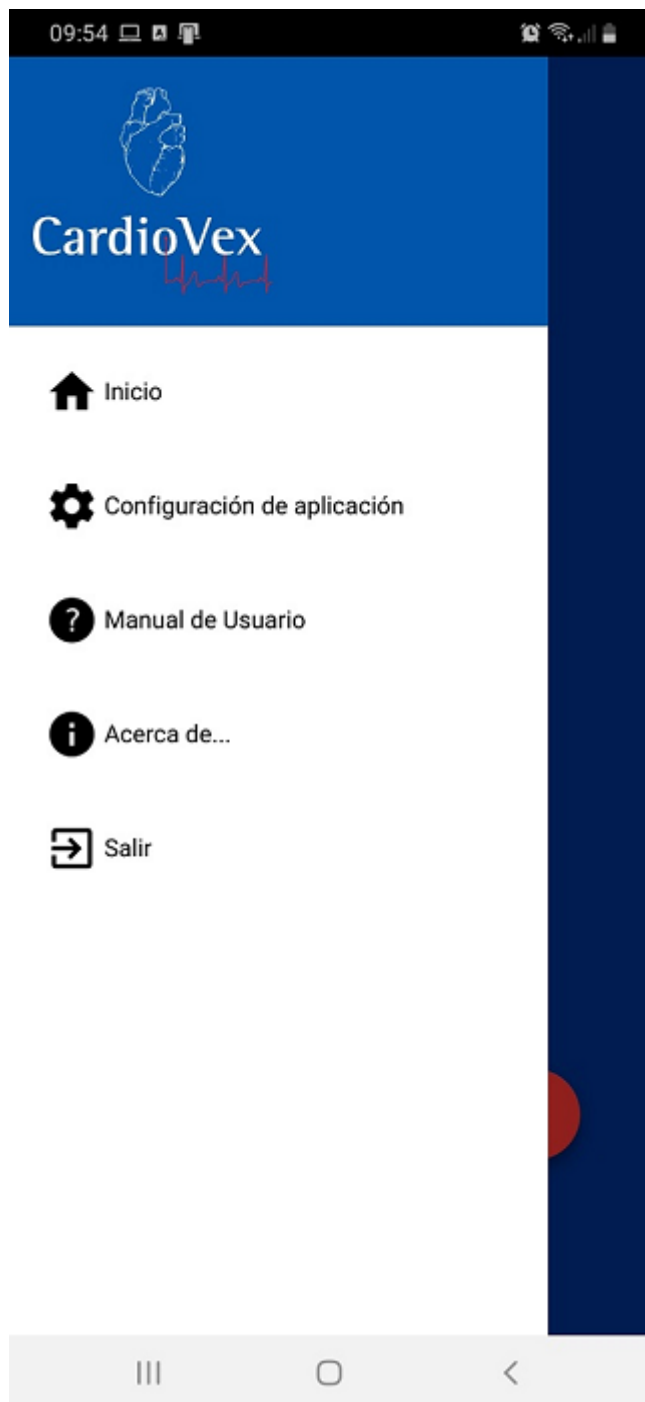 09:54
CardioVex
Inicio
Configuración de aplicación
Manual de Usuario
Acerca de...
Salir